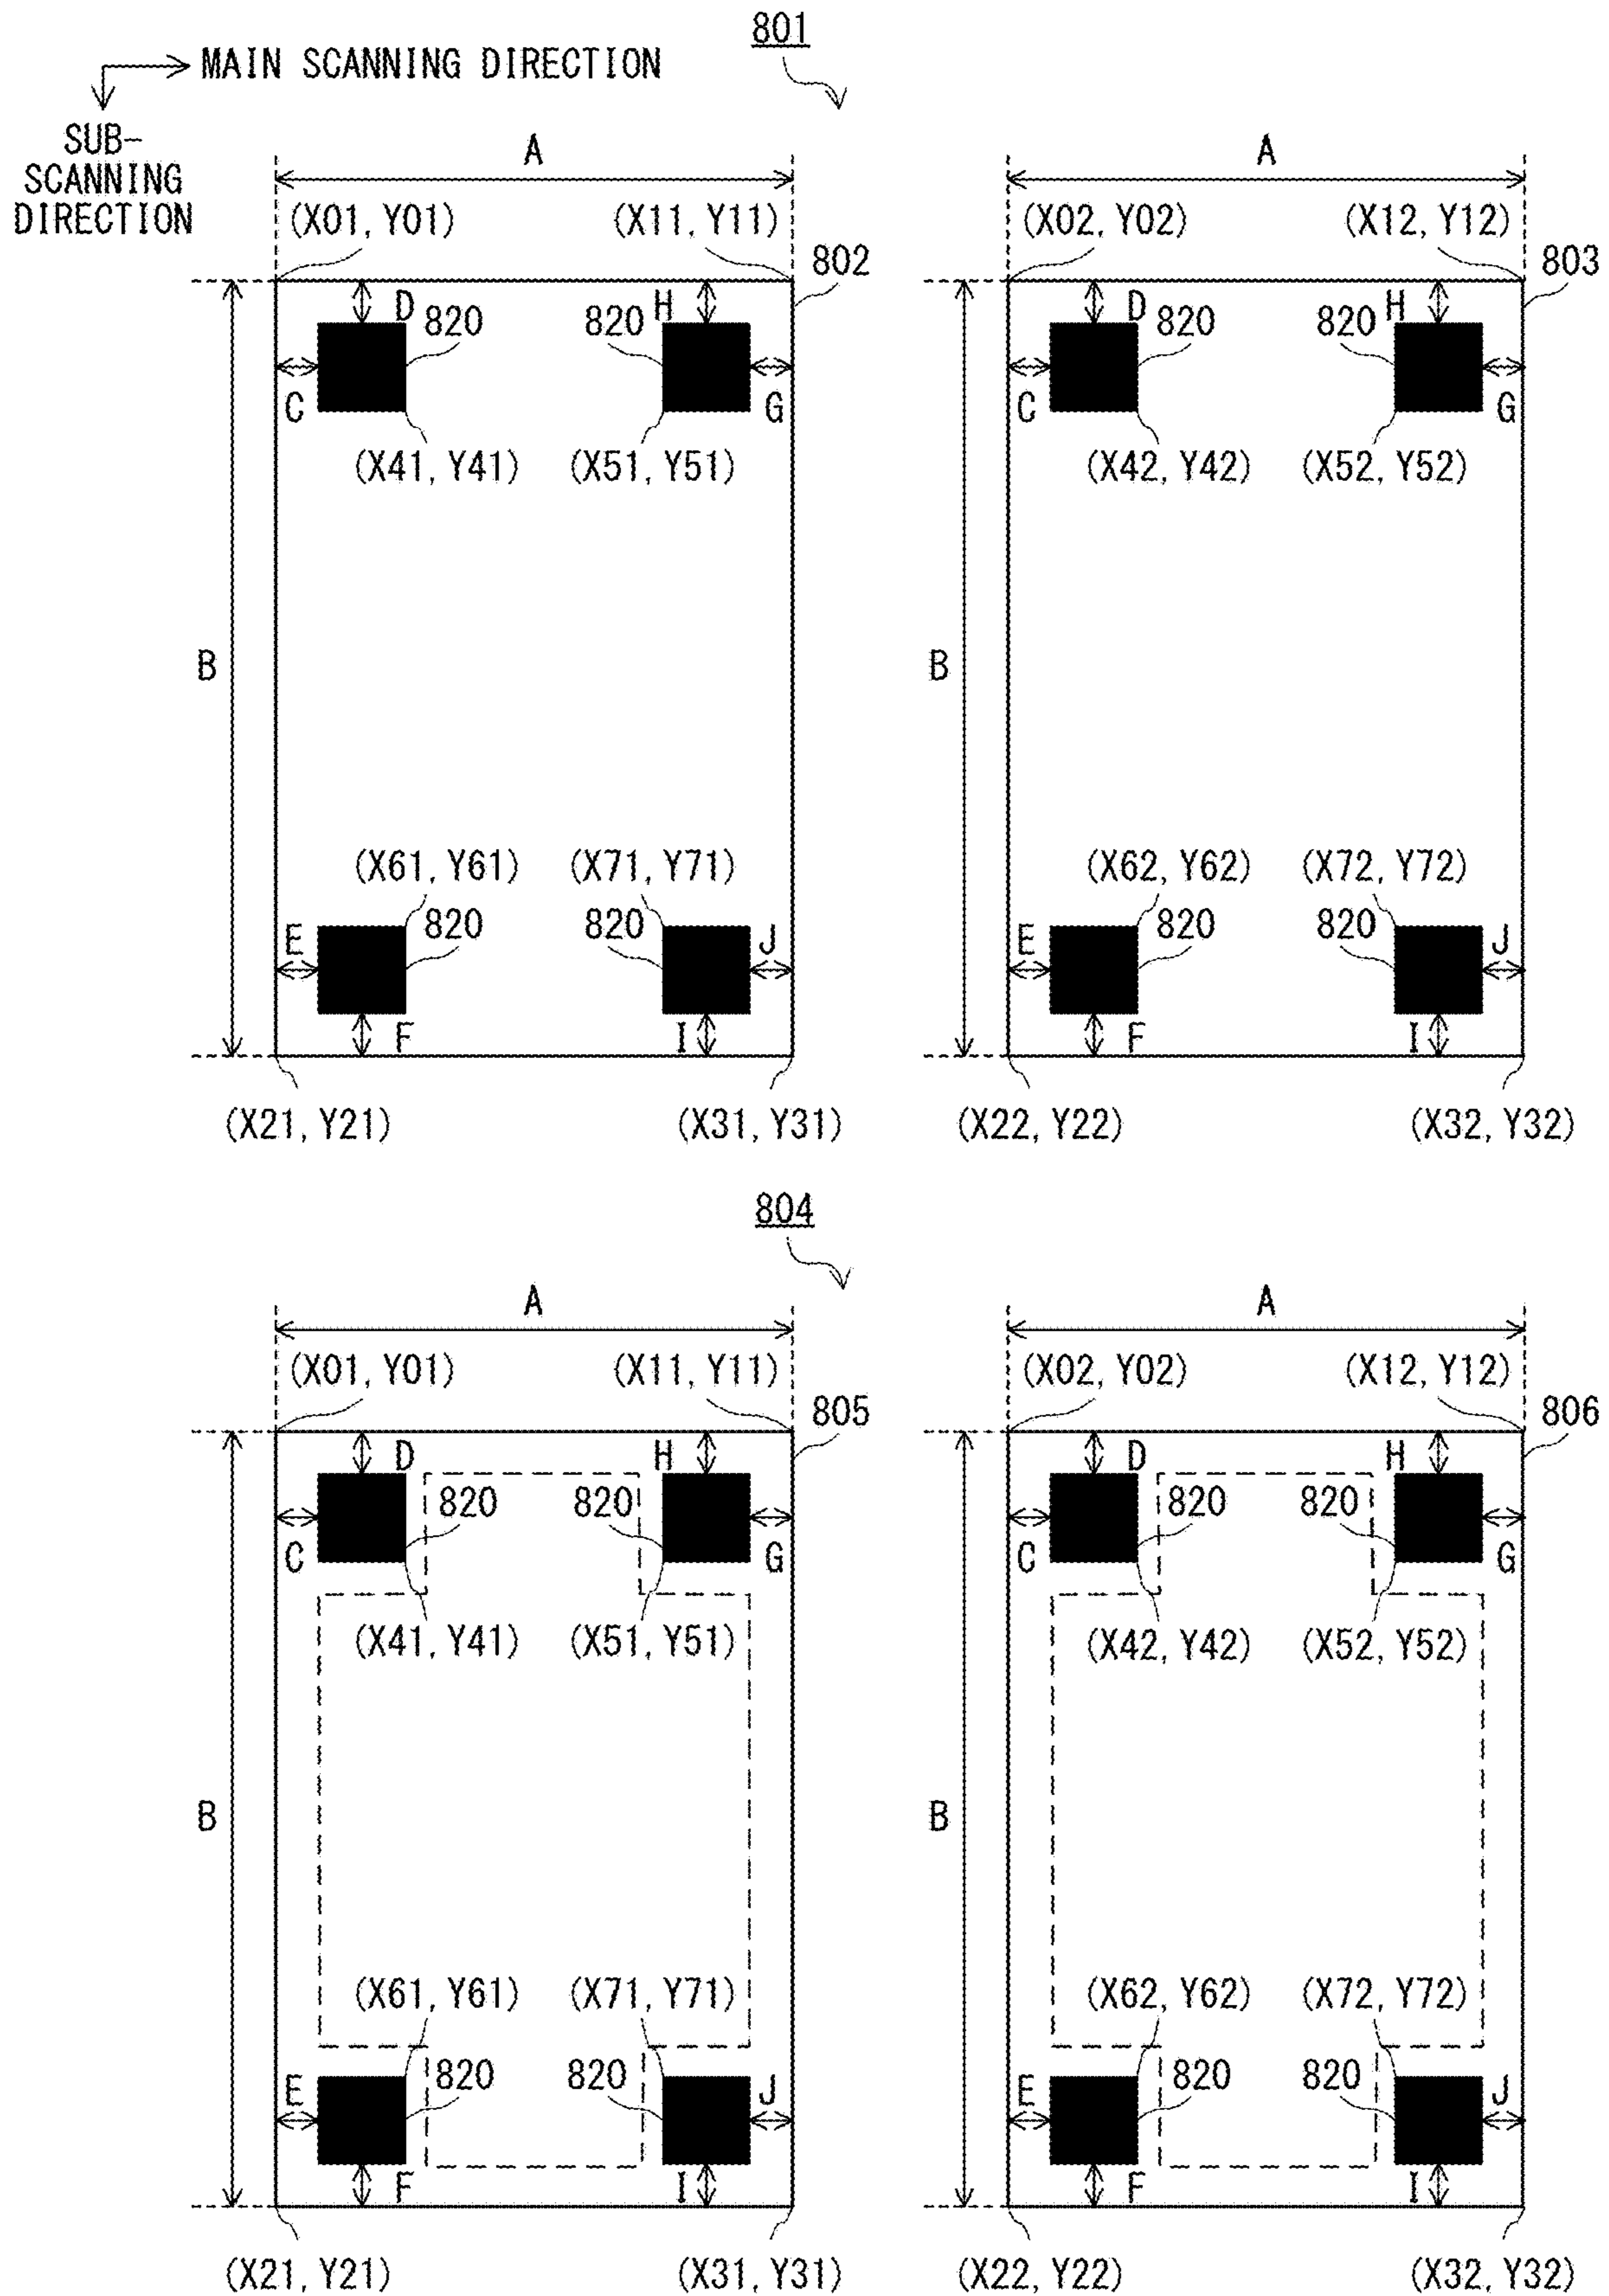 801
MAIN SCANNING DIRECTION
SUB-
SCANNING
DIRECTION
A A
(X01, Y01) (X11, Y11) (X02, Y02) (X12, Y12)
802 803
D H D H
820 820 820 820
C G C G
(X41, Y41) (X51, Y51) (X42, Y42) (X52, Y52)
B B
(X61, Y61) (X71, Y71) (X62, Y62) (X72, Y72)
E 820 820 J E 820 820 J
F I F I
(X21, Y21) (X31, Y31) (X22, Y22) (X32, Y32)
804
A A
(X01, Y01) (X11, Y11) (X02, Y02) (X12, Y12)
805 806
D H D H
820 820 820 820
C G C G
(X41, Y41) (X51, Y51) (X42, Y42) (X52, Y52)
B B
(X61, Y61) (X71, Y71) (X62, Y62) (X72, Y72)
E 820 820 J E 820 820 J
F I F I
(X21, Y21) (X31, Y31) (X22, Y22) (X32, Y32)